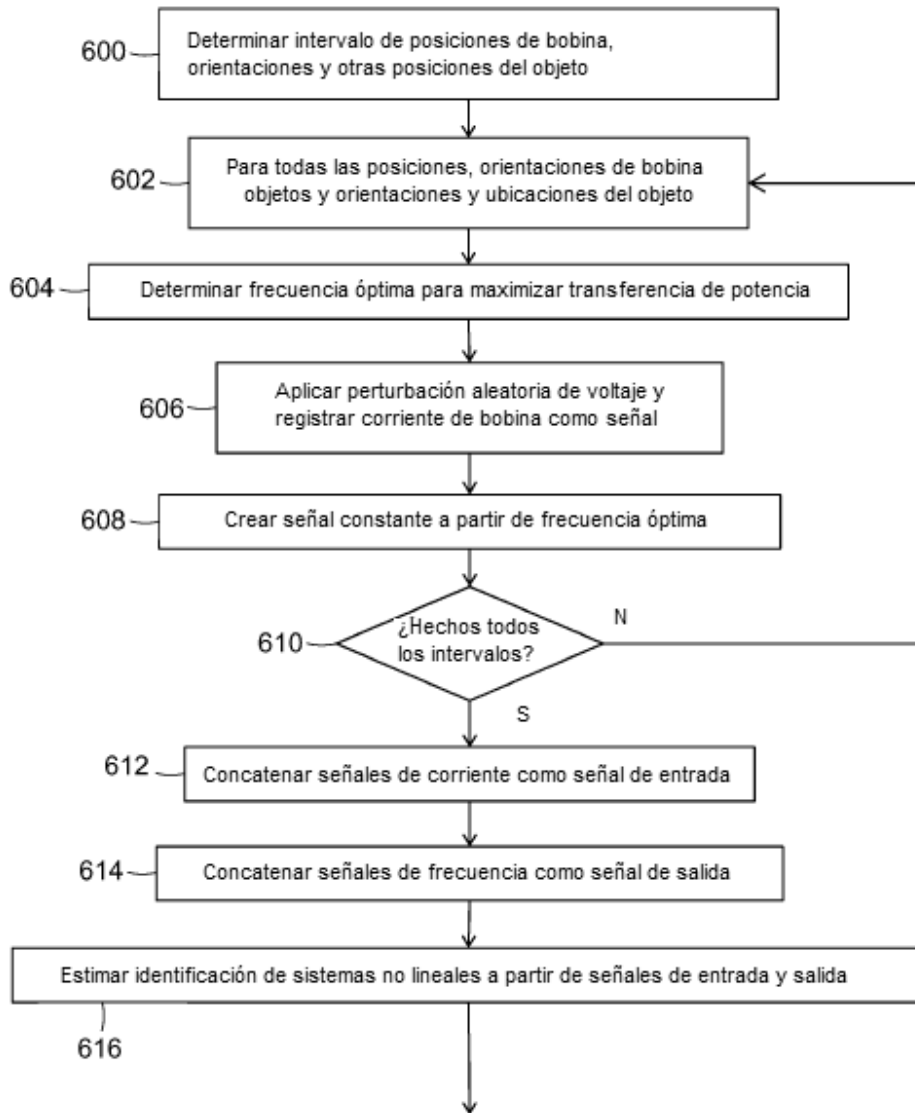 600
Determinar intervalo de posiciones de bobina,
orientaciones y otras posiciones del objeto
602
Para todas las posiciones, orientaciones de bobina
objetos y orientaciones y ubicaciones del objeto
604
Determinar frecuencia óptima para maximizar transferencia de potencia
606
Aplicar perturbación aleatoria de voltaje y
registrar corriente de bobina como señal
608
Crear señal constante a partir de frecuencia óptima
610
¿Hechos todos
los intervalos?
N
S
612
Concatenar señales de corriente como señal de entrada
614
Concatenar señales de frecuencia como señal de salida
Estimar identificación de sistemas no lineales a partir de señales de entrada y salida
616